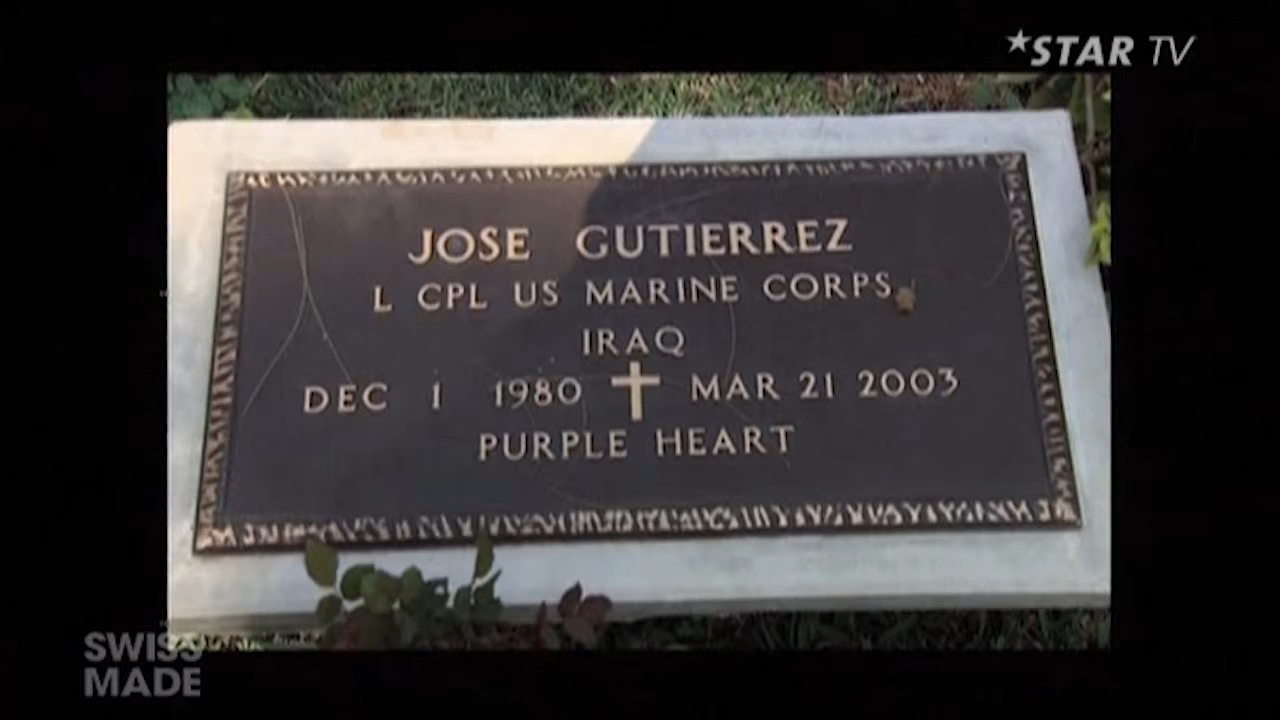 ★STAR TV
JOSE GUTIERREZ
L CPL US MARINE CORPS
IRAQ
DEC 1 1980 ✝ MAR 21 2003
PURPLE HEART
SWISS
MADE